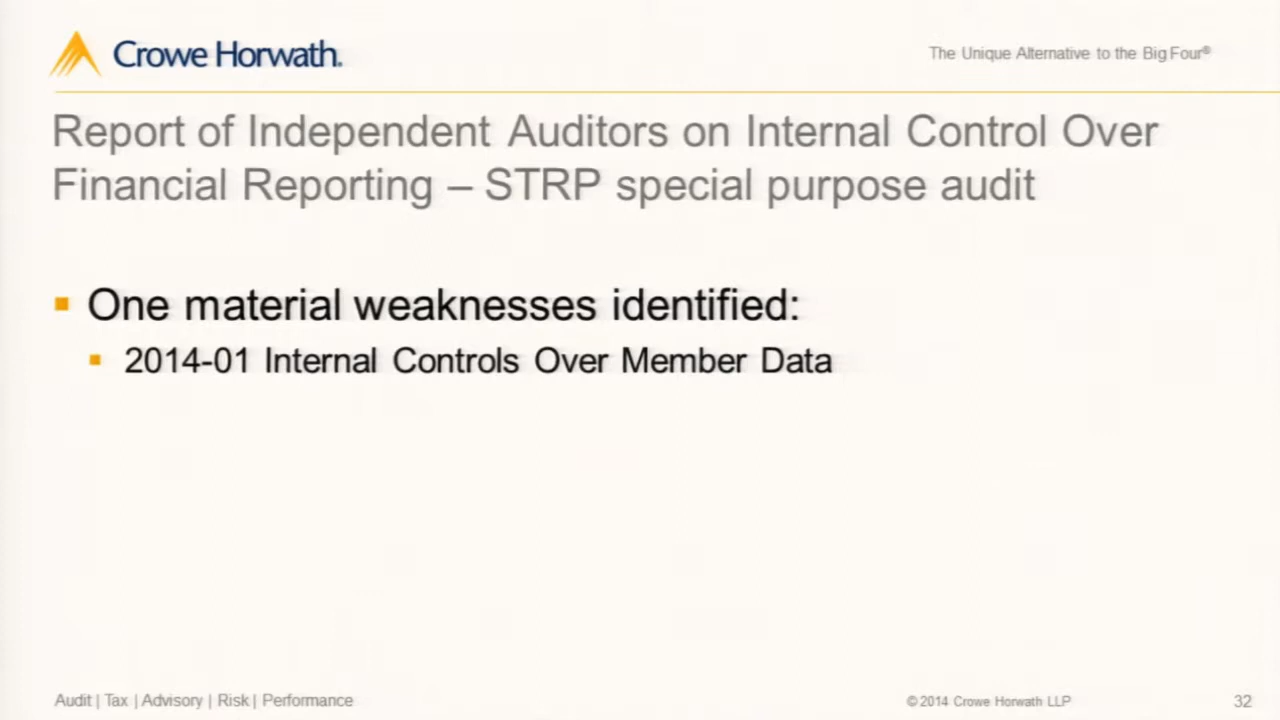 Crowe Horwath.
The Unique Alternative to the Big Four®
Report of Independent Auditors on Internal Control Over
Financial Reporting – STRP special purpose audit
One material weaknesses identified:
2014-01 Internal Controls Over Member Data
Audit | Tax | Advisory | Risk | Performance
© 2014 Crowe Horwath LLP
32